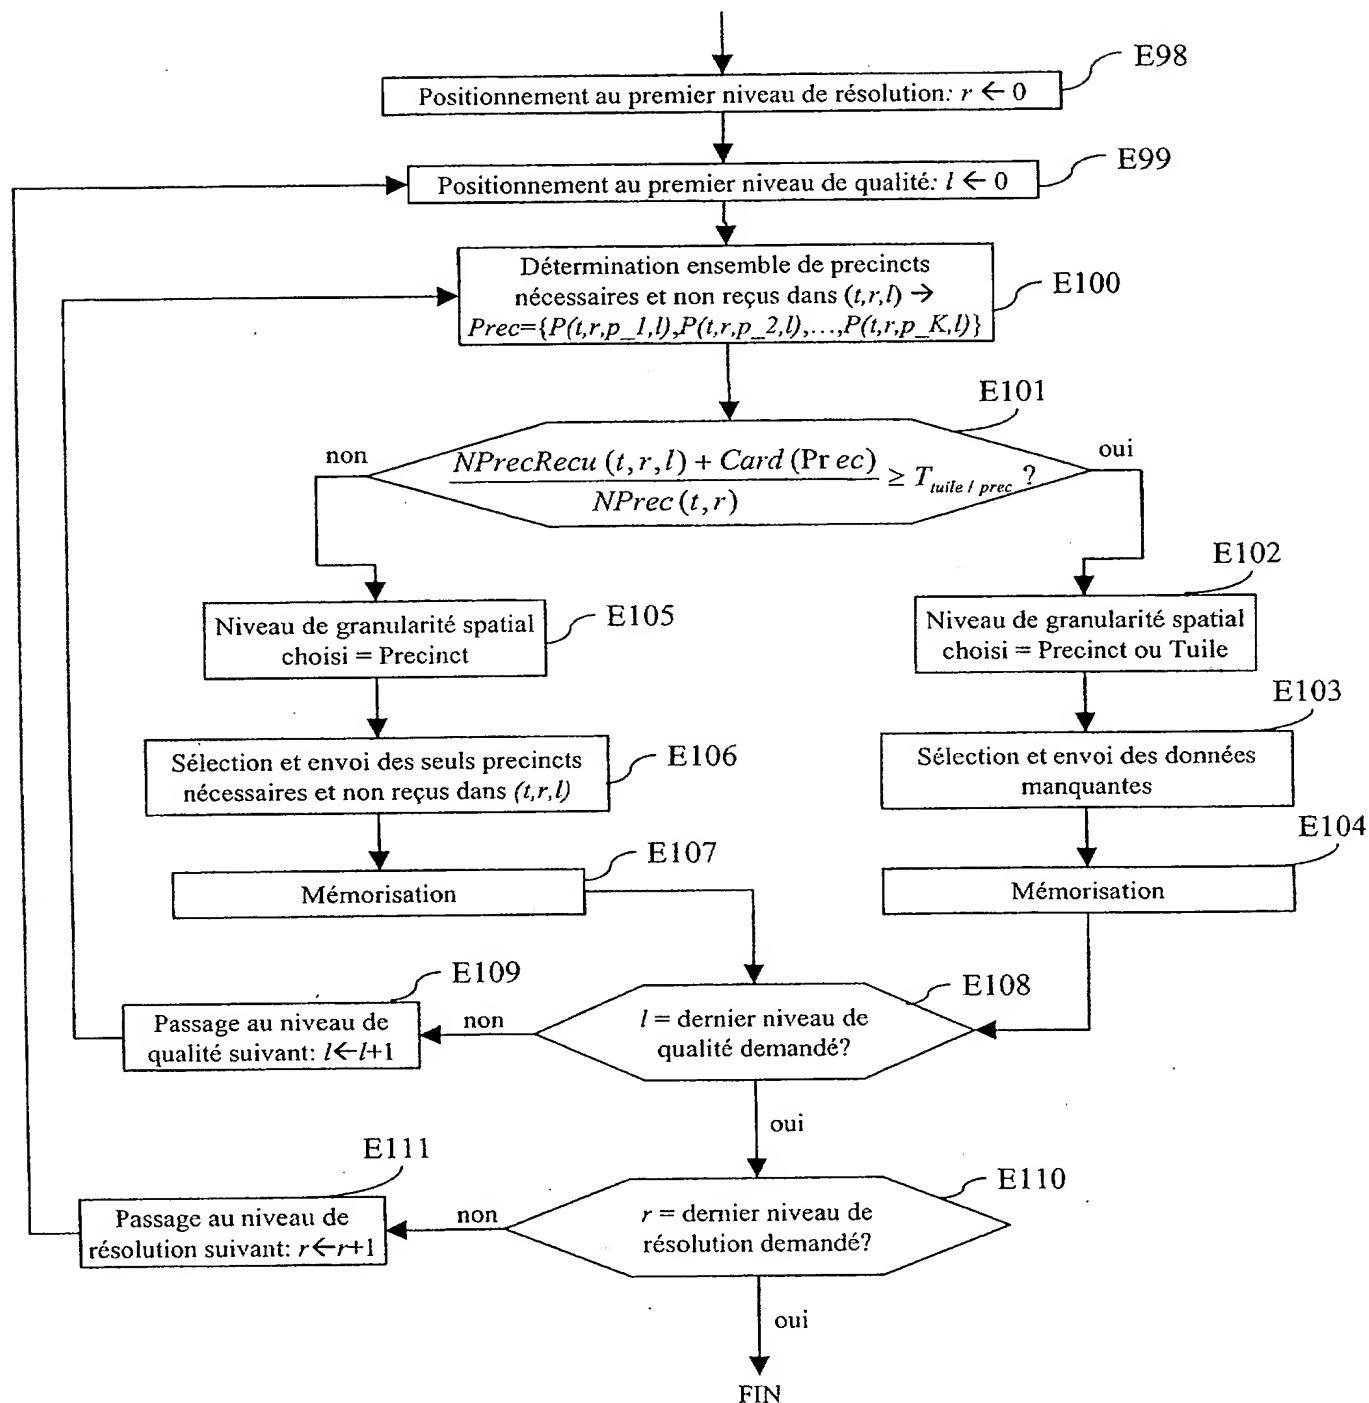 E98
Positionnement au premier niveau de résolution: r ← 0
E99
Positionnement au premier niveau de qualité: l ← 0
E100
Détermination ensemble de precincts
nécessaires et non reçus dans (t,r,l) →
Prec={P(t,r,p_1,l),P(t,r,p_2,l),...,P(t,r,p_K,l)}
E101
non
oui
NPrecRecu (t, r, l) + Card (Pr ec)
NPrec (t, r)
≥ T tuile / prec ?
E102
E105
Niveau de granularité spatial
choisi = Precinct
Niveau de granularité spatial
choisi = Precinct ou Tuile
E103
E106
Sélection et envoi des seuls precincts
nécessaires et non reçus dans (t,r,l)
Sélection et envoi des données
manquantes
E104
E107
Mémorisation
Mémorisation
E109
E108
Passage au niveau de
qualité suivant: l←l+1
non
l = dernier niveau de
qualité demandé?
oui
E111
E110
Passage au niveau de
résolution suivant: r←r+1
non
r = dernier niveau de
résolution demandé?
oui
FIN